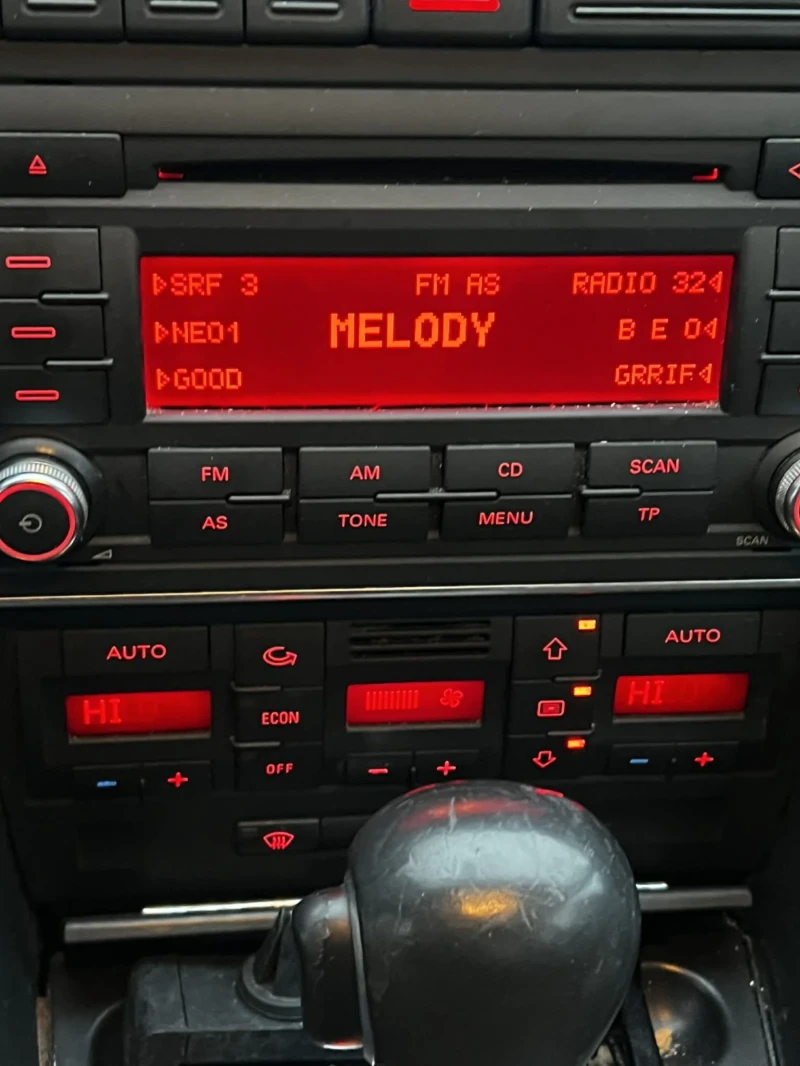 SRF 3 FM AS RADIO 32
NEO1 MELODY B E O
GOOD GRRIF
FM AM CD SCAN
AS TONE MENU TP
SCAN
AUTO AUTO
HI HI
ECON
OFF